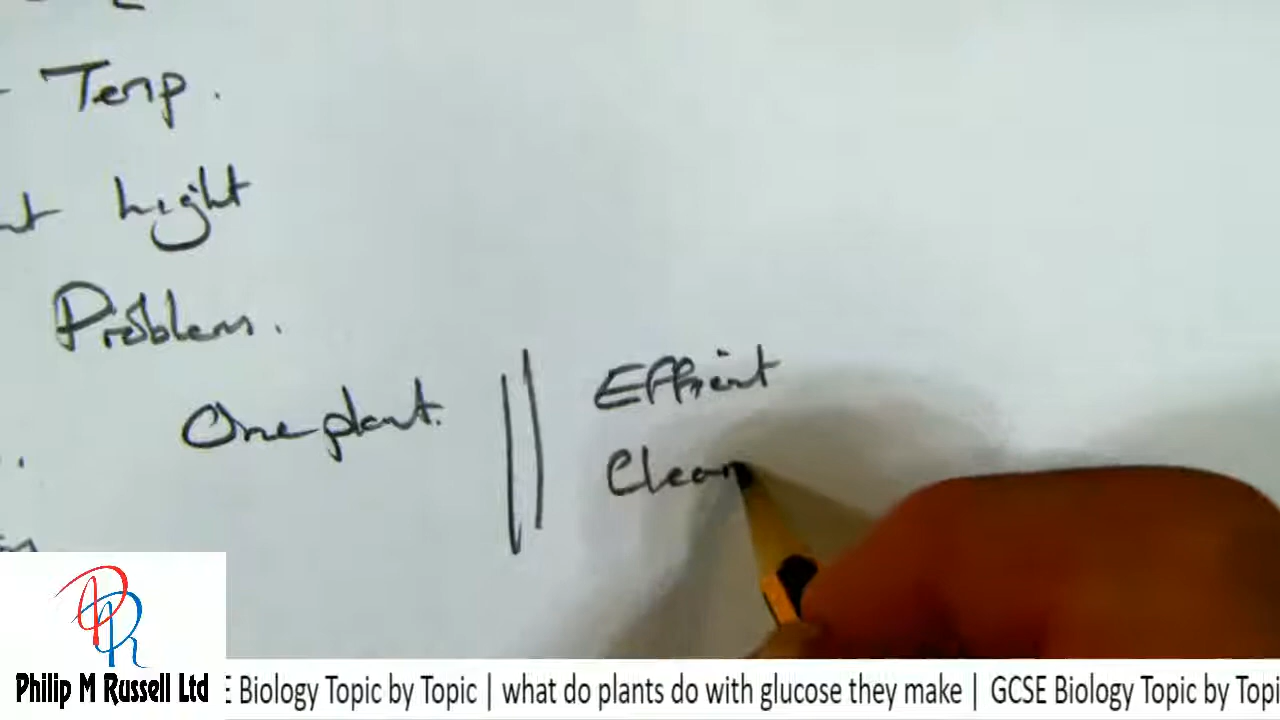 Temp.
Light
Problem.
One plant.
Effient
Clean
Philip M Russell Ltd
E Biology Topic by Topic | what do plants do with glucose they make | GCSE Biology Topic by Topi